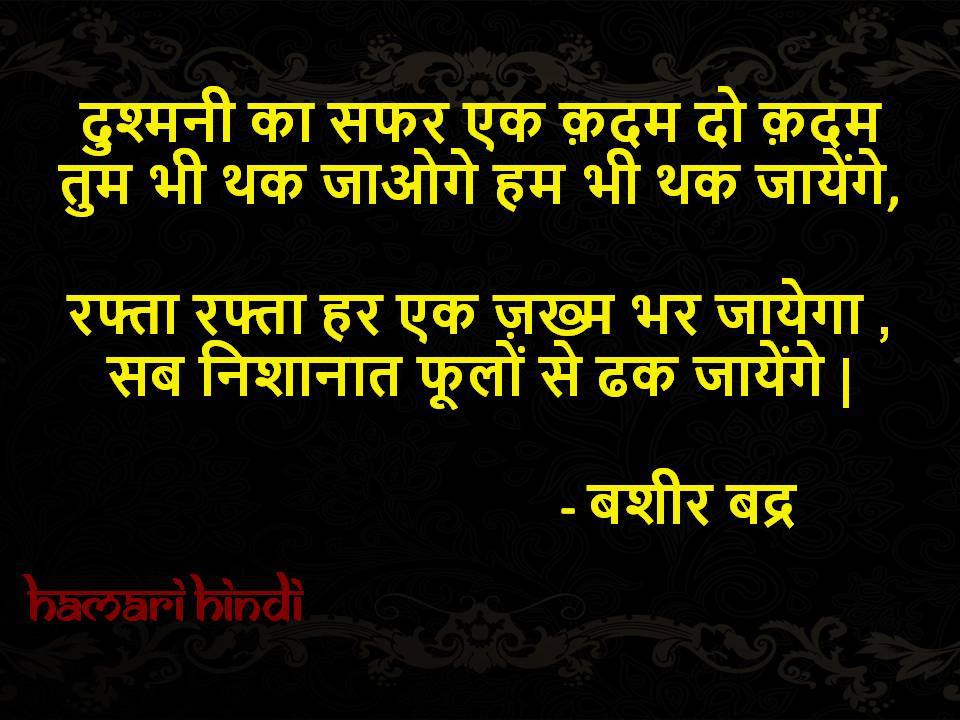 दुश्मनी का सफर एक क़दम दो क़दम
तुम भी थक जाओगे हम भी थक जायेंगे,
रफ्ता रफ्ता हर एक ज़ख्म भर जायेगा ,
सब निशानात फूलों से ढक जायेंगे |
- बशीर बद्र
HAMARI HINDI